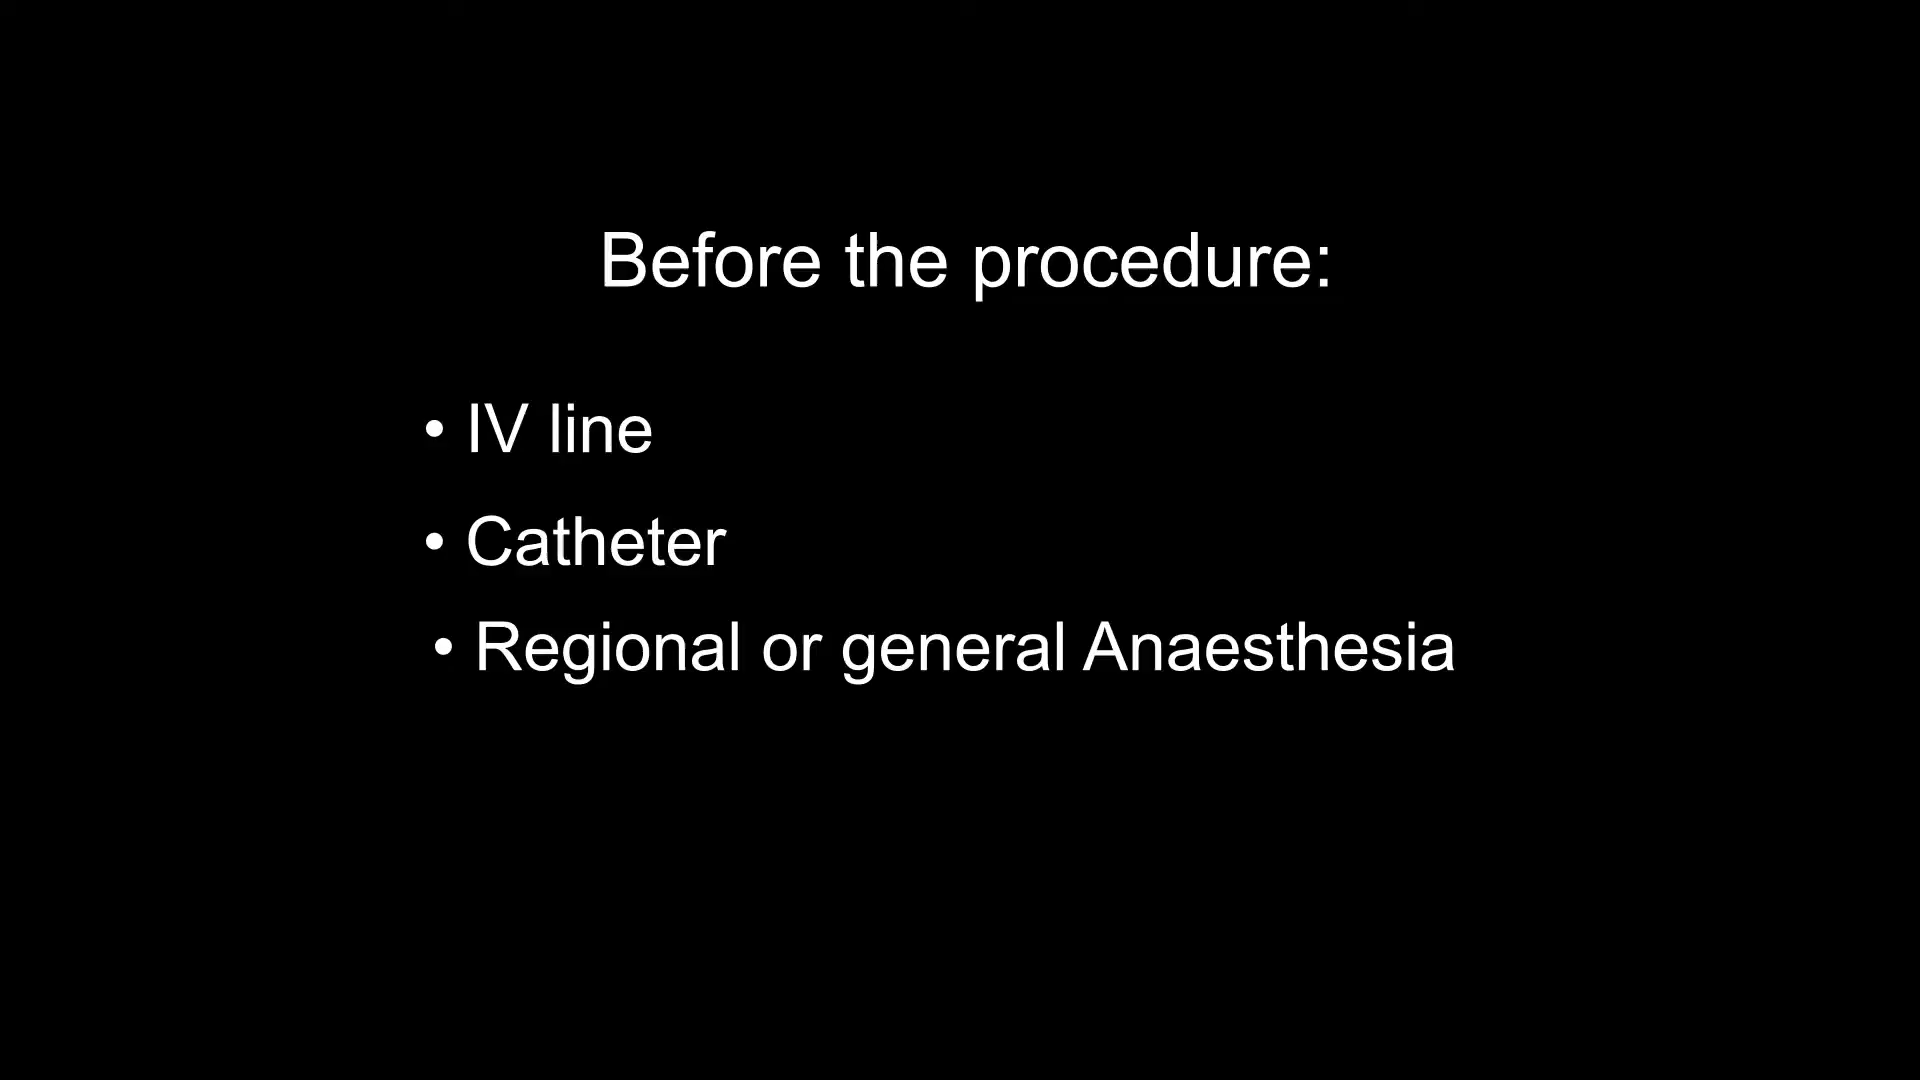 Before the procedure:
• IV line
• Catheter
• Regional or general Anaesthesia